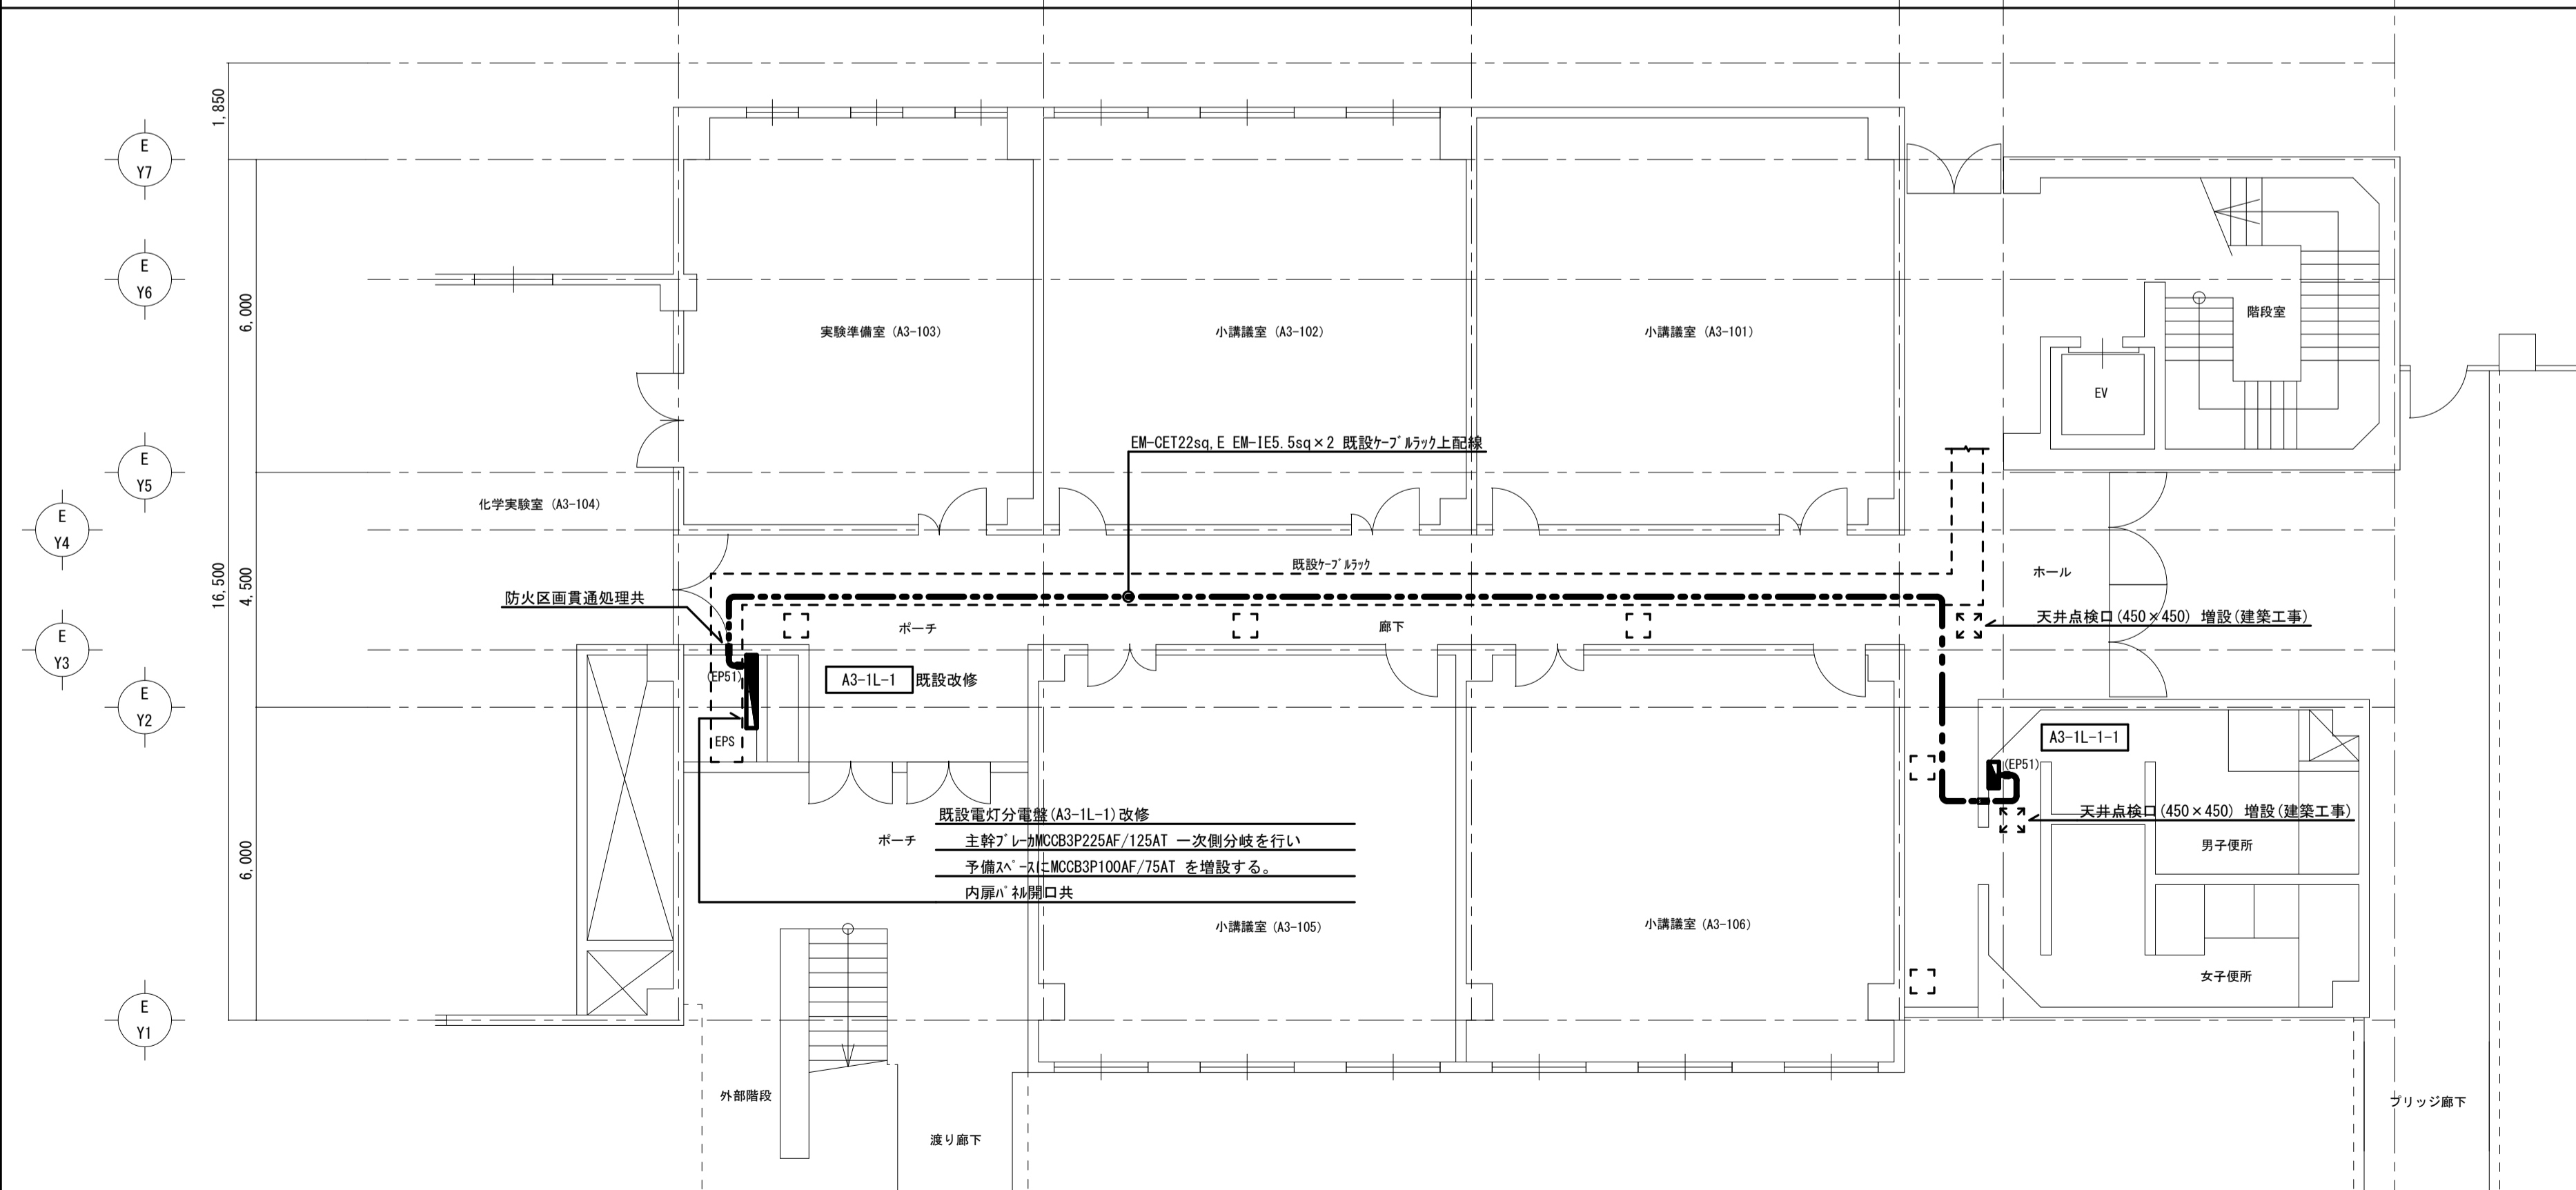 1,850
E
Y7
E
Y6
6,000
実験準備室 (A3-103)
小講議室 (A3-102)
小講議室 (A3-101)
階段室
EV
EM-CET22sq,E EM-IE5.5sq×2 既設ｹｰﾌﾞﾙﾗｯｸ上配線
E
Y5
化学実験室 (A3-104)
E
Y4
16,500
4,500
既設ｹｰﾌﾞﾙﾗｯｸ
ホール
防火区画貫通処理共
ポーチ
廊下
天井点検口(450×450) 増設(建築工事)
E
Y3
(EP51)
A3-1L-1 既設改修
E
Y2
EPS
A3-1L-1-1
(EP51)
既設電灯分電盤(A3-1L-1)改修
主幹ﾌﾞﾚｰｶMCCB3P225AF/125AT 一次側分岐を行い
予備ｽﾍﾟｰｽにMCCB3P100AF/75AT を増設する。
内扉ﾊﾟﾈﾙ開口共
ポーチ
天井点検口(450×450) 増設(建築工事)
男子便所
6,000
小講議室 (A3-105)
小講議室 (A3-106)
女子便所
E
Y1
外部階段
渡り廊下
ブリッジ廊下